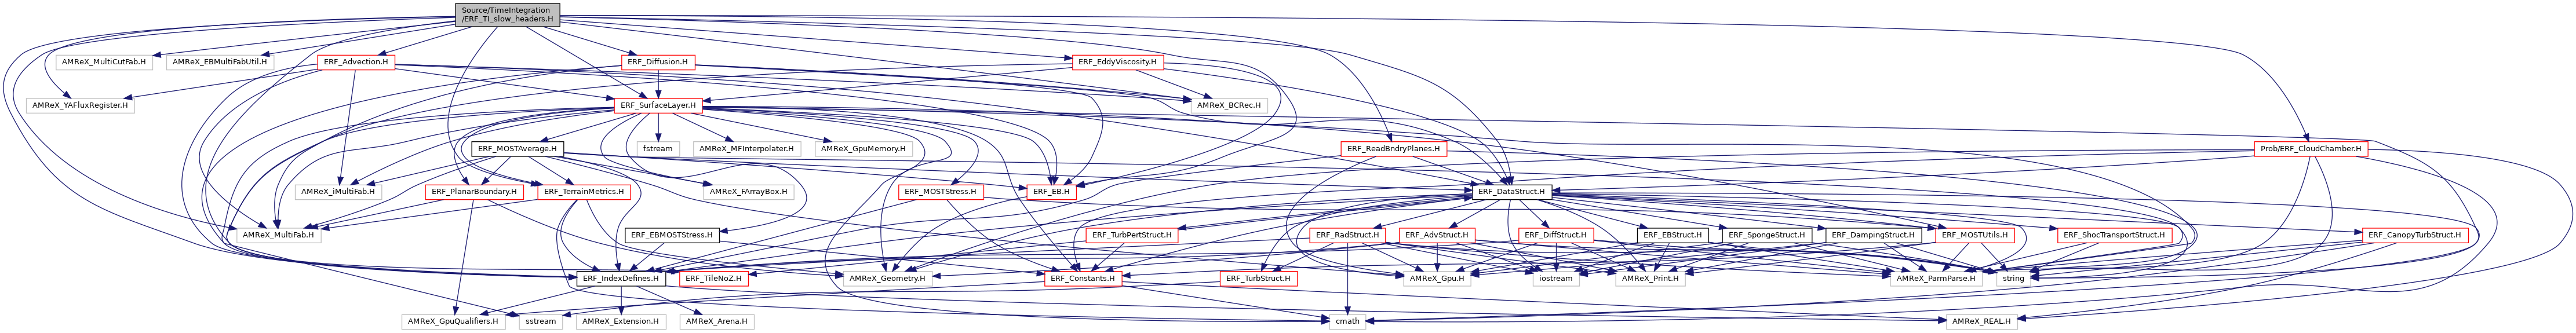 Source/TimeIntegration
/ERF_TI_slow_headers.H
AMReX_MultiCutFab.H
AMReX_EBMultiFabUtil.H
ERF_Advection.H
ERF_Diffusion.H
ERF_EddyViscosity.H
AMReX_YAFluxRegister.H
ERF_SurfaceLayer.H
AMReX_BCRec.H
ERF_MOSTAverage.H
fstream
AMReX_MFInterpolater.H
AMReX_GpuMemory.H
ERF_ReadBndryPlanes.H
Prob/ERF_CloudChamber.H
AMReX_iMultiFab.H
ERF_PlanarBoundary.H
ERF_TerrainMetrics.H
AMReX_FArrayBox.H
ERF_MOSTStress.H
ERF_EB.H
ERF_DataStruct.H
AMReX_MultiFab.H
ERF_EBMOSTStress.H
ERF_TurbPertStruct.H
ERF_RadStruct.H
ERF_AdvStruct.H
ERF_DiffStruct.H
ERF_EBStruct.H
ERF_SpongeStruct.H
ERF_DampingStruct.H
ERF_MOSTUtils.H
ERF_ShocTransportStruct.H
ERF_CanopyTurbStruct.H
ERF_IndexDefines.H
ERF_TileNoZ.H
AMReX_Geometry.H
ERF_Constants.H
ERF_TurbStruct.H
AMReX_Gpu.H
iostream
AMReX_Print.H
AMReX_ParmParse.H
string
AMReX_GpuQualifiers.H
sstream
AMReX_Extension.H
AMReX_Arena.H
cmath
AMReX_REAL.H